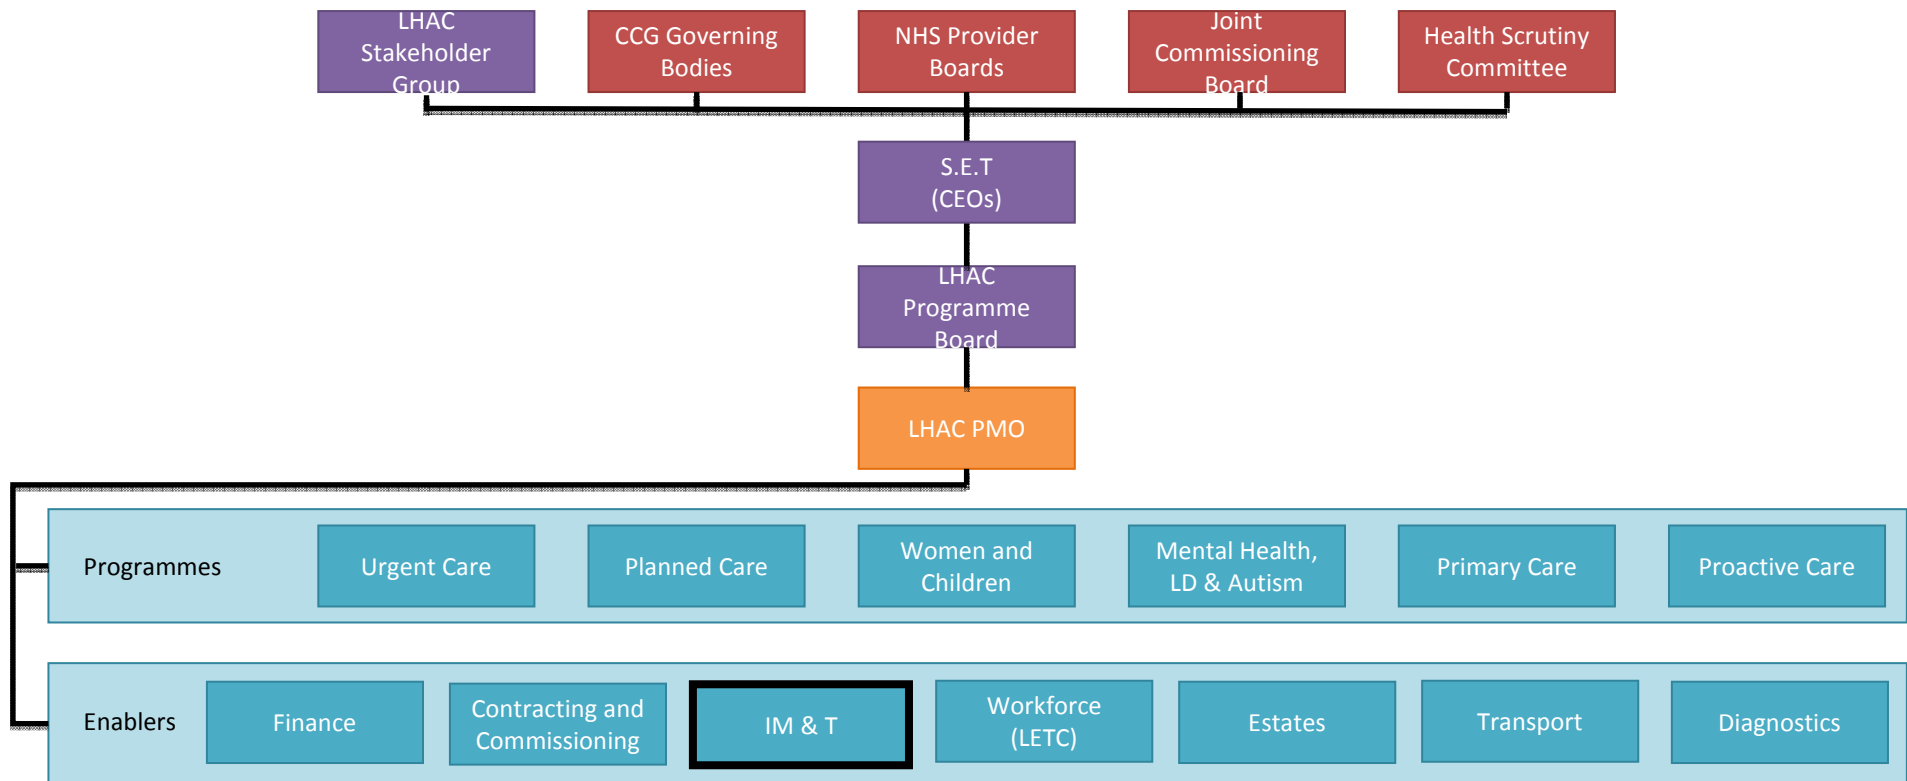 LHAC
Stakeholder
Group
CCG Governing
Bodies
NHS Provider
Boards
Joint
Commissioning
Board
Health Scrutiny
Committee
S.E.T
(CEOs)
LHAC
Programme
Board
LHAC PMO
Programmes
Urgent Care
Planned Care
Women and
Children
Mental Health,
LD & Autism
Primary Care
Proactive Care
Enablers
Finance
Contracting and
Commissioning
IM & T
Workforce
(LETC)
Estates
Transport
Diagnostics